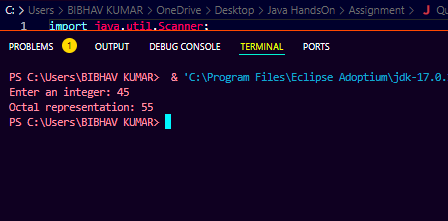 C: > Users > BIBHAV KUMAR > OneDrive > Desktop > Java HandsOn > Assignment > J
1 import java.util.Scanner;
PROBLEMS 1 OUTPUT DEBUG CONSOLE TERMINAL PORTS
PS C:\Users\BIBHAV KUMAR> & 'C:\Program Files\Eclipse Adoptium\jdk-17.0.
Enter an integer: 45
Octal representation: 55
PS C:\Users\BIBHAV KUMAR>